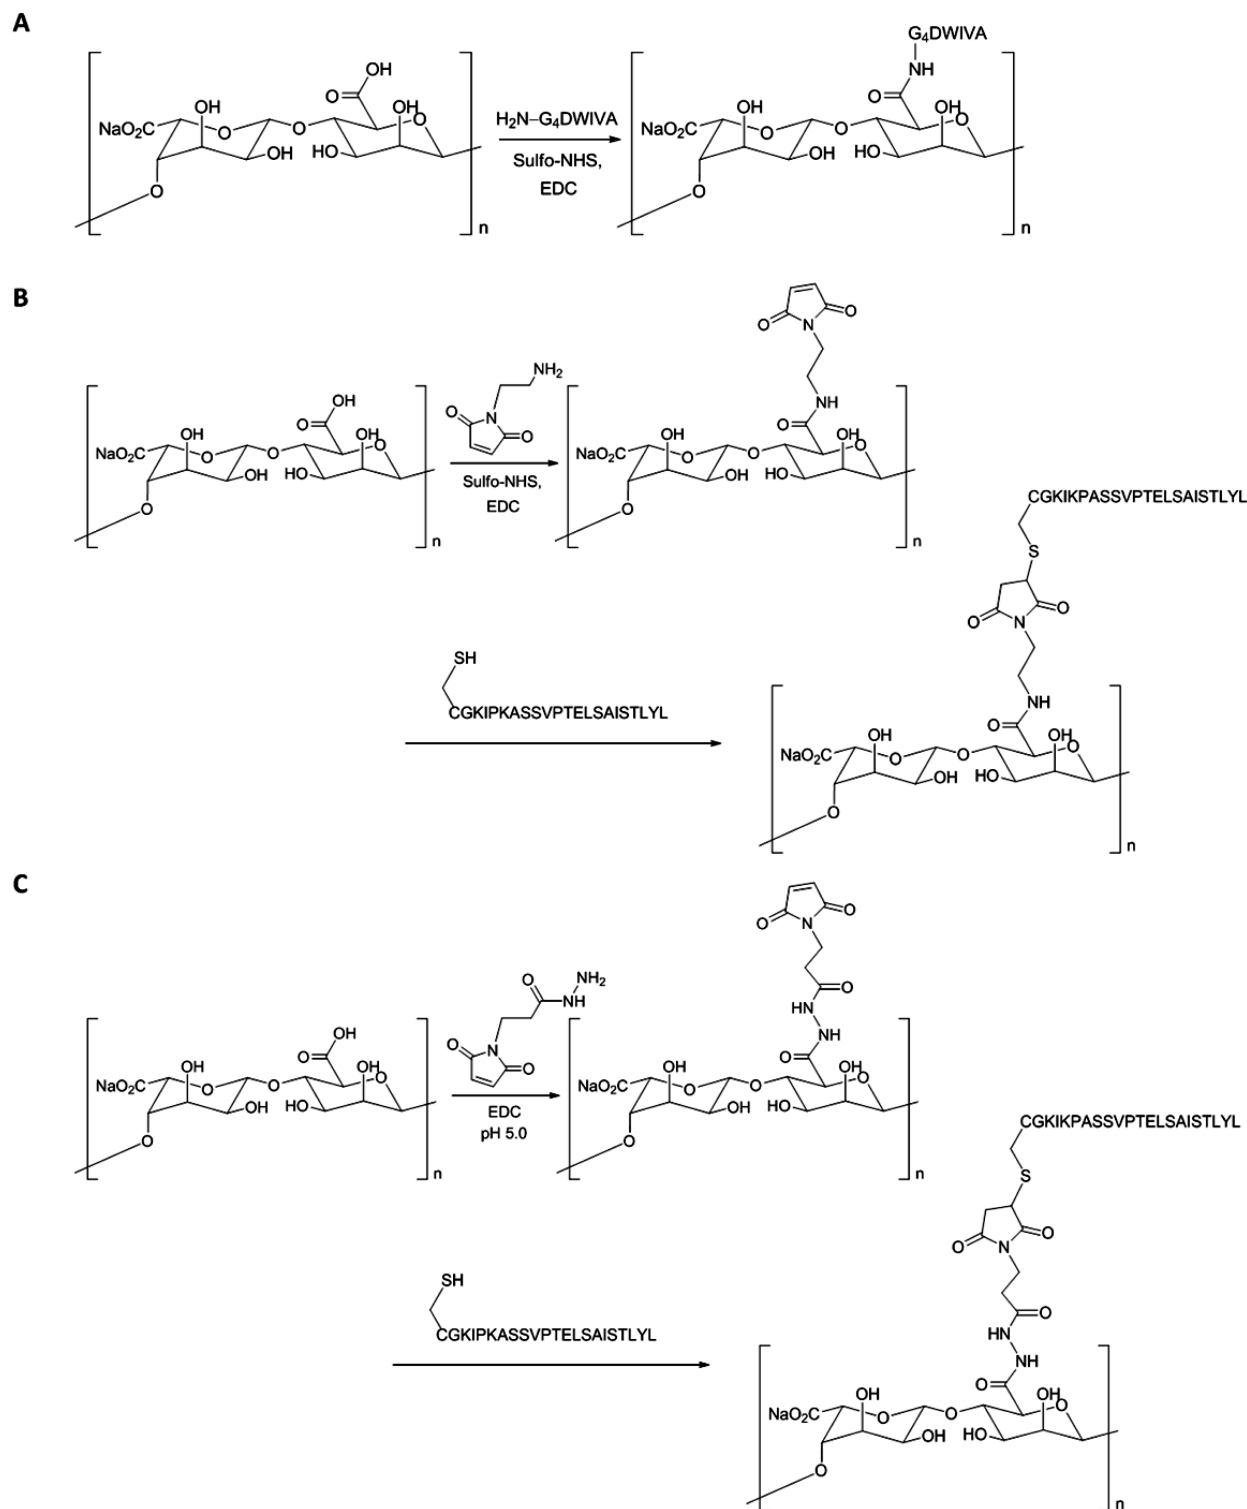 A
G₄DWIVA
OH
NH
O
O
OH
OH
OH
OH
O
O
NaO₂C
O
O
H₂N–G₄DWIVA
NaO₂C
O
O
OH
HO
Sulfo-NHS,
OH
HO
EDC
O
O
n
n
B
O
O
N
NH₂
OH
NH
O
O
N
O
O
OH
OH
O
OH
OH
O
O
NaO₂C
O
O
NaO₂C
O
O
OH
HO
Sulfo-NHS,
OH
HO
EDC
CGKIKPASSVPTELSAISTLYL
O
O
n
n
S
O
O
N
SH
CGKIPKASSVPTELSAISTLYL
NH
O
OH
OH
O
NaO₂C
O
O
OH
HO
O
n
C
O
O
N
O
NH₂
NH
O
HN
NH
OH
O
O
N
O
O
OH
OH
O
OH
OH
O
O
NaO₂C
O
O
NaO₂C
O
O
OH
HO
EDC
OH
HO
pH 5.0
CGKIKPASSVPTELSAISTLYL
O
O
n
n
S
O
O
N
SH
O
CGKIPKASSVPTELSAISTLYL
HN
NH
O
OH
OH
O
NaO₂C
O
O
OH
HO
O
n